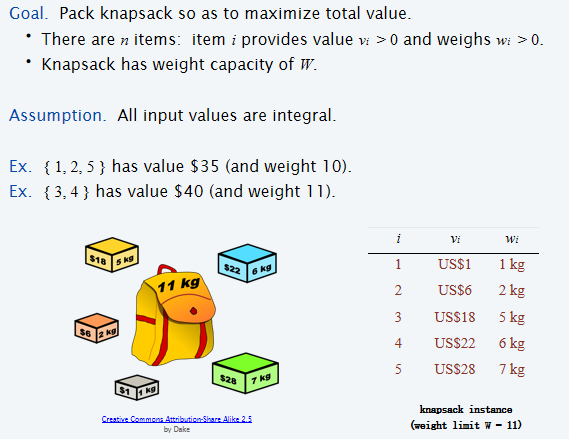 Goal. Pack knapsack so as to maximize total value.
• There are n items: item i provides value vi > 0 and weighs wi > 0.
• Knapsack has weight capacity of W.
Assumption. All input values are integral.
Ex. { 1, 2, 5 } has value $35 (and weight 10).
Ex. { 3, 4 } has value $40 (and weight 11).
$18 5 kg
$22 6 kg
11 kg
$6 2 kg
$28 7 kg
$1 1 kg
Creative Commons Attribution-Share Alike 2.5
by Dake
i vi wi
1 US$1 1 kg
2 US$6 2 kg
3 US$18 5 kg
4 US$22 6 kg
5 US$28 7 kg
knapsack instance
(weight limit W = 11)